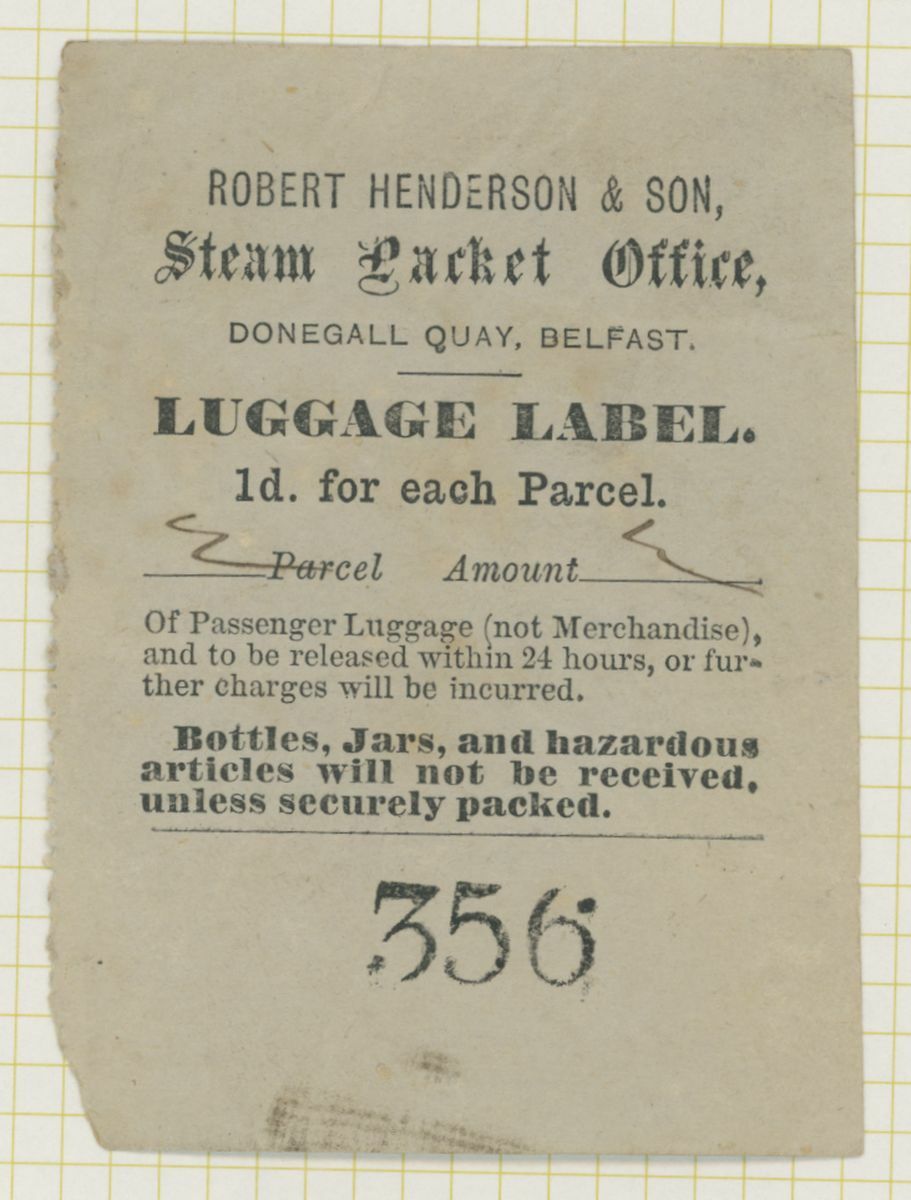 ROBERT HENDERSON & SON,
Steam Packet Office,
DONEGALL QUAY, BELFAST.
LUGGAGE LABEL.
1d. for each Parcel.
Parcel Amount
Of Passenger Luggage (not Merchandise),
and to be released within 24 hours, or fur-
ther charges will be incurred.
Bottles, Jars, and hazardous
articles will not be received,
unless securely packed.
356